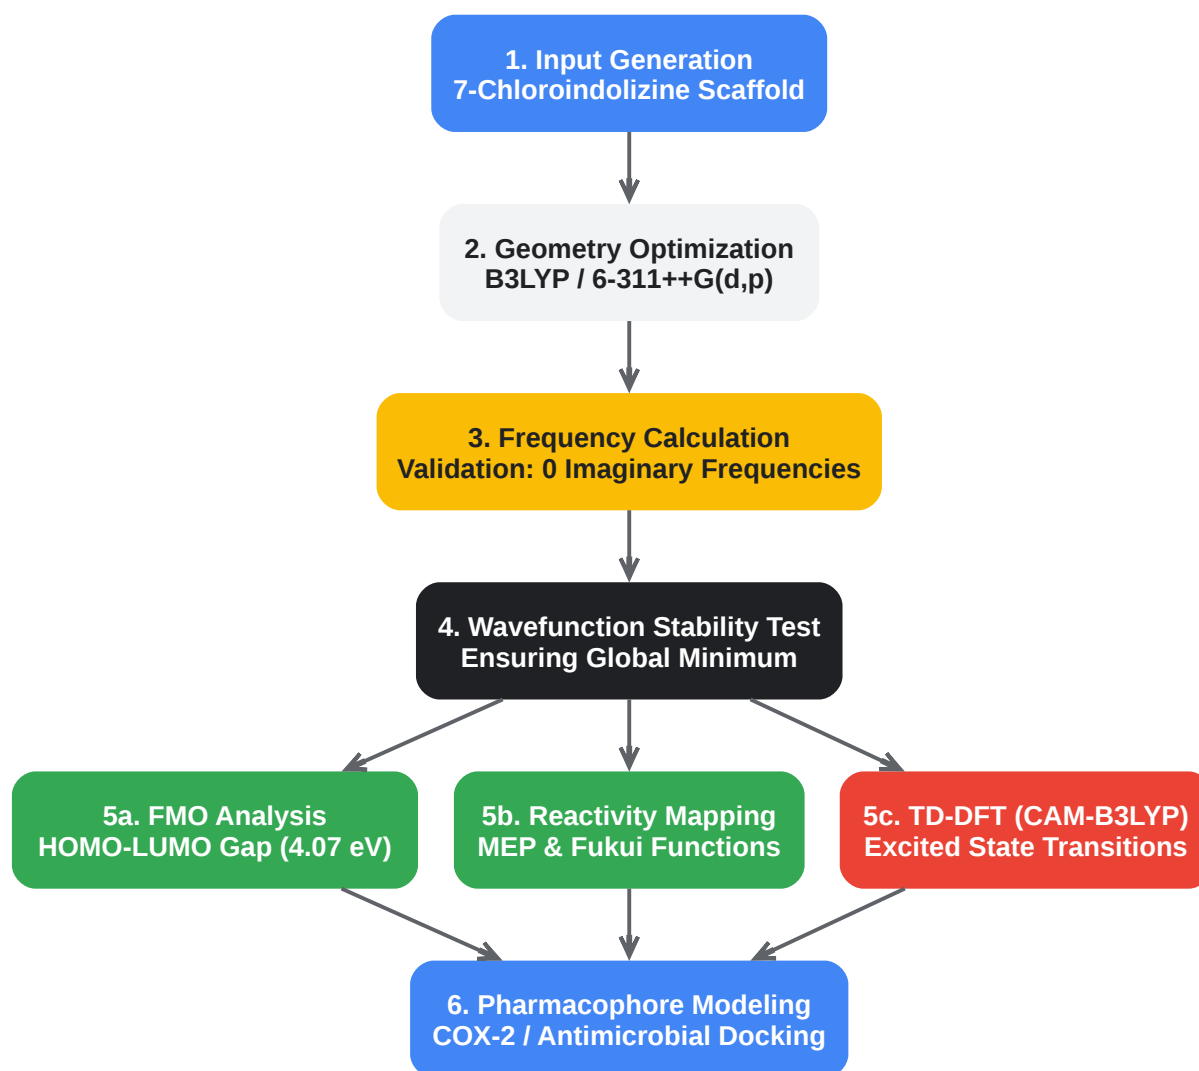 1. Input Generation
7-Chloroindolizine Scaffold
2. Geometry Optimization
B3LYP / 6-311++G(d,p)
3. Frequency Calculation
Validation: 0 Imaginary Frequencies
4. Wavefunction Stability Test
Ensuring Global Minimum
5a. FMO Analysis
HOMO-LUMO Gap (4.07 eV)
5b. Reactivity Mapping
MEP & Fukui Functions
5c. TD-DFT (CAM-B3LYP)
Excited State Transitions
6. Pharmacophore Modeling
COX-2 / Antimicrobial Docking